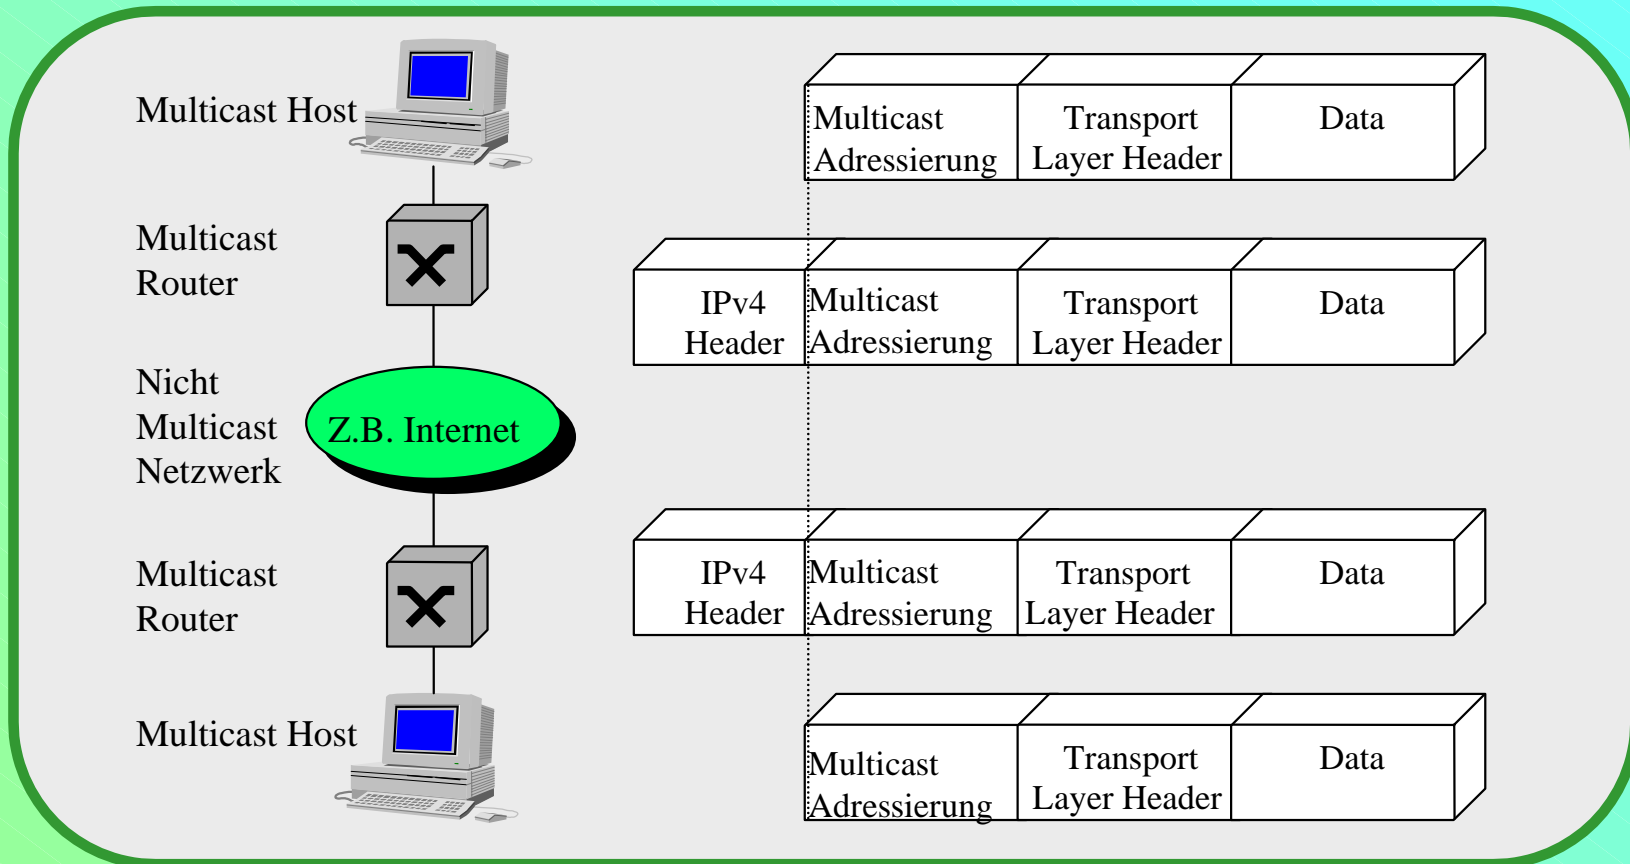 Multicast Host
Multicast
Adressierung
Transport
Layer Header
Data
Multicast
Router
IPv4
Header
Multicast
Adressierung
Transport
Layer Header
Data
Nicht
Multicast
Netzwerk
Z.B. Internet
Multicast
Router
IPv4
Header
Multicast
Adressierung
Transport
Layer Header
Data
Multicast Host
Multicast
Adressierung
Transport
Layer Header
Data